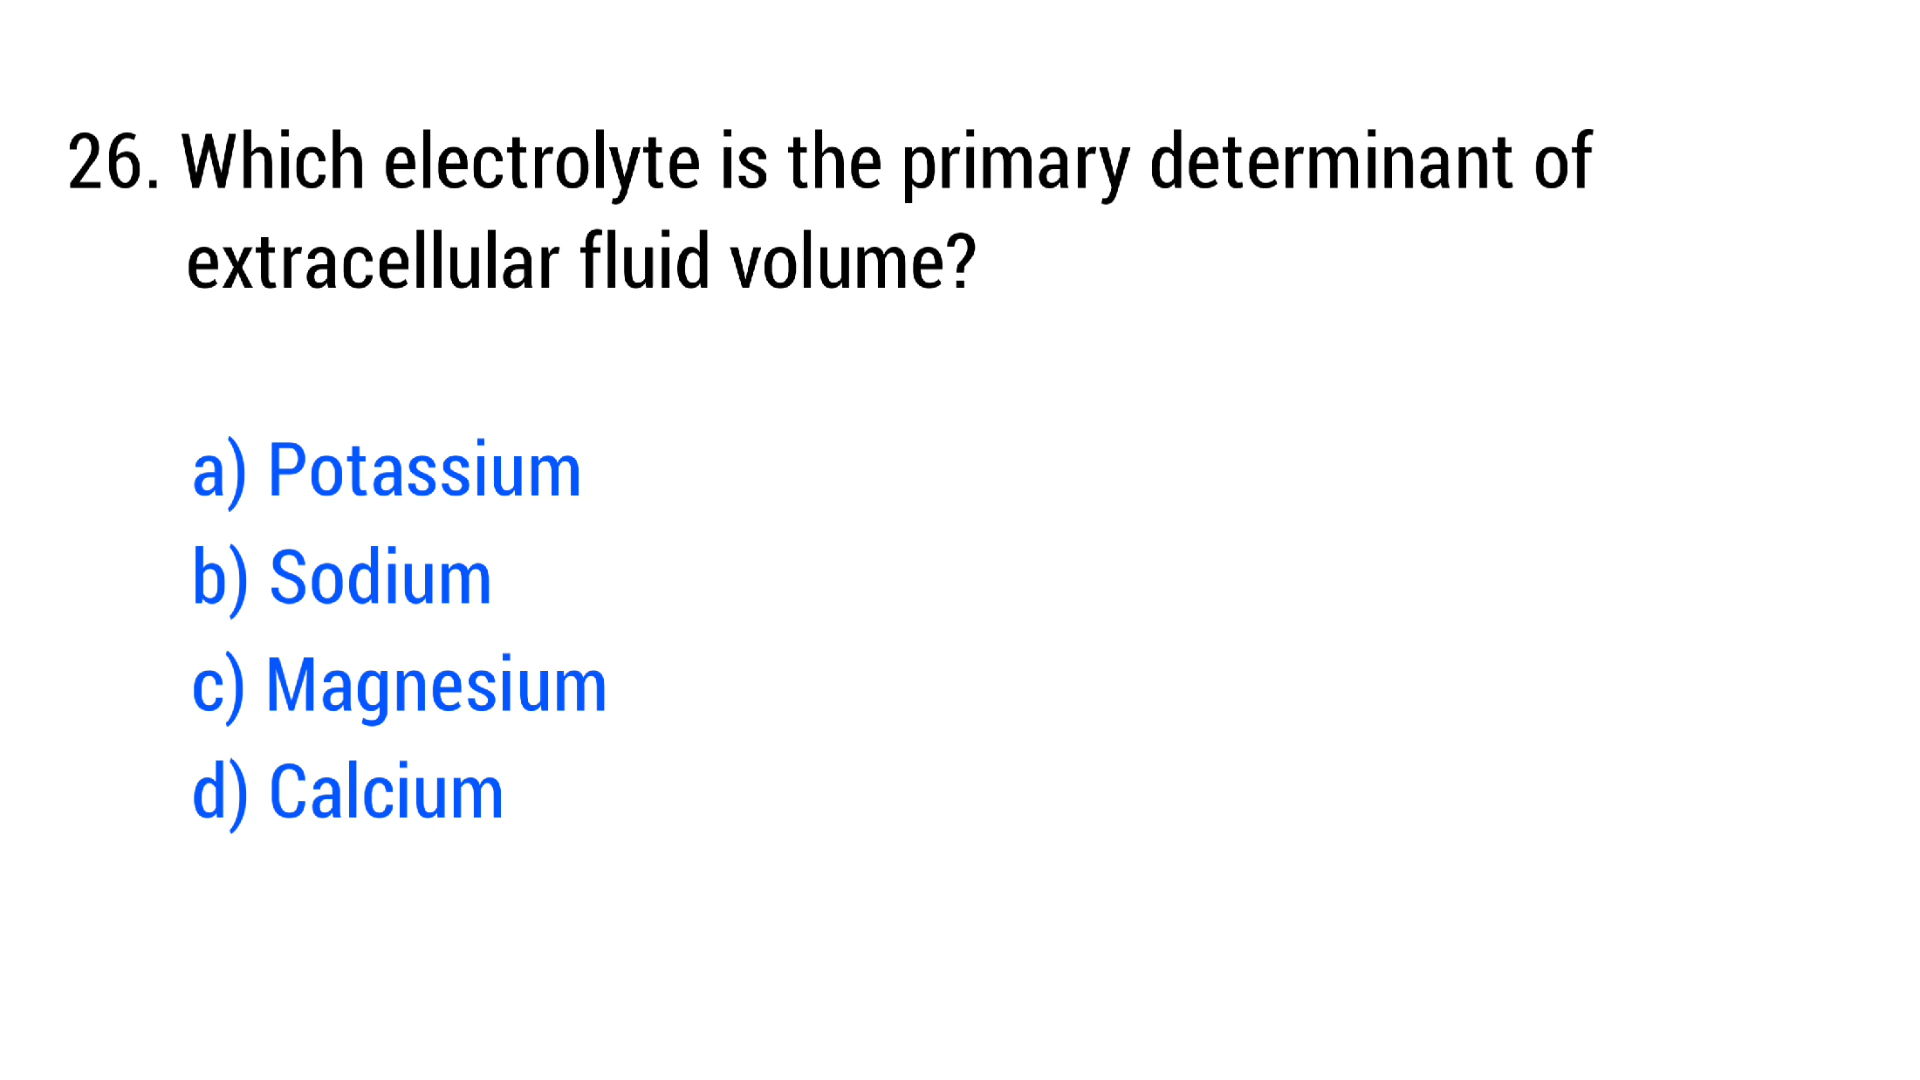 26. Which electrolyte is the primary determinant of
extracellular fluid volume?
a) Potassium
b) Sodium
c) Magnesium
d) Calcium